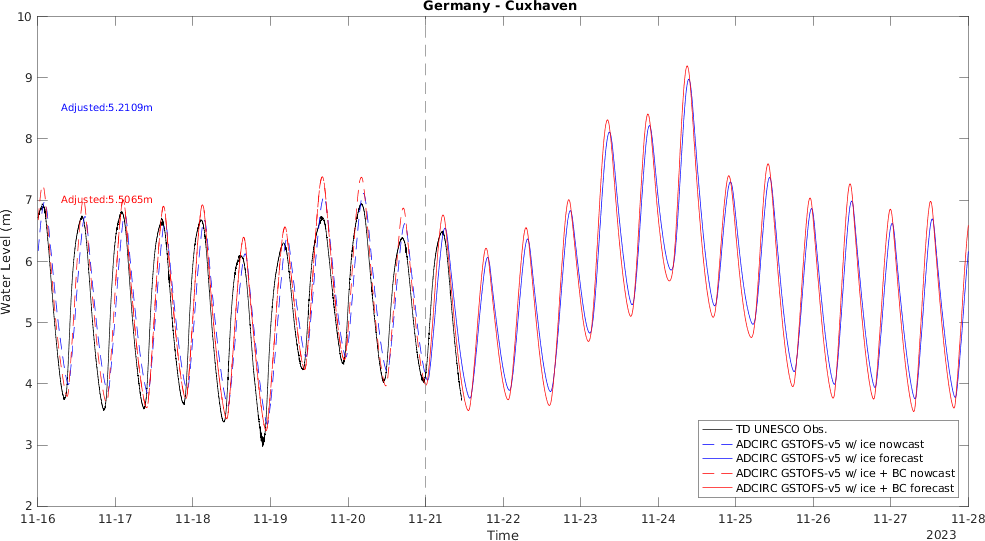 Germany - Cuxhaven
10
9
8
7
6
5
4
3
2
Water Level (m)
Adjusted:5.2109m
Adjusted:5.5065m
TD UNESCO Obs.
ADCIRC GSTOFS-v5 w/ ice nowcast
ADCIRC GSTOFS-v5 w/ ice forecast
ADCIRC GSTOFS-v5 w/ ice + BC nowcast
ADCIRC GSTOFS-v5 w/ ice + BC forecast
11-16 11-17 11-18 11-19 11-20 11-21 11-22 11-23 11-24 11-25 11-26 11-27 11-28
Time
2023